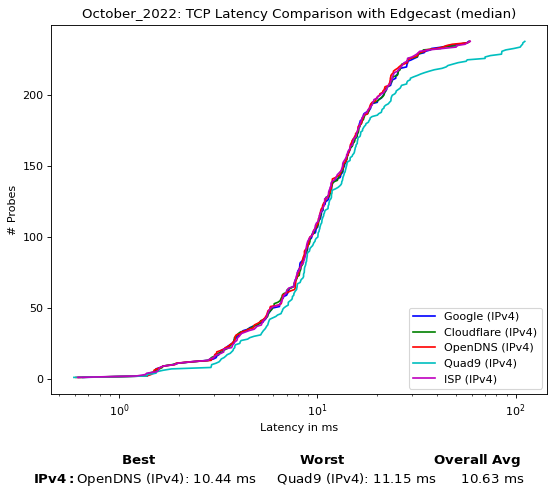 October_2022: TCP Latency Comparison with Edgecast (median)
# Probes
200
150
100
50
0
10⁰
10¹
10²
Latency in ms
Google (IPv4)
Cloudflare (IPv4)
OpenDNS (IPv4)
Quad9 (IPv4)
ISP (IPv4)
Best Worst Overall Avg
IPv4: OpenDNS (IPv4): 10.44 ms Quad9 (IPv4): 11.15 ms 10.63 ms